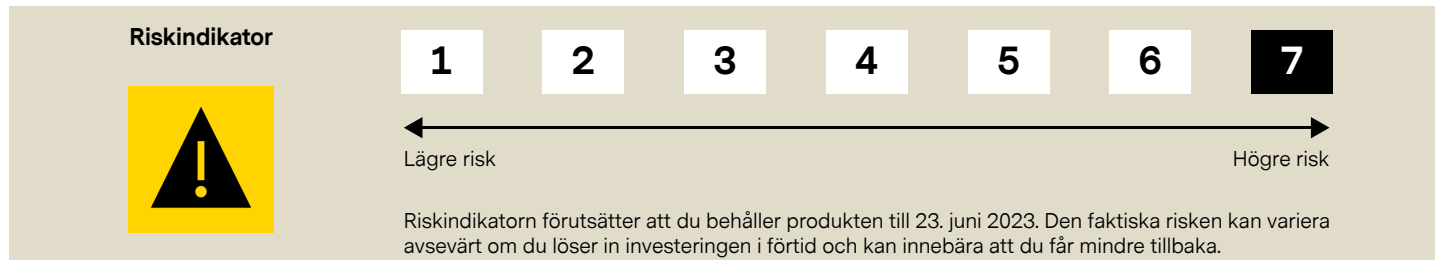 Riskindikator
1 2 3 4 5 6 7
Lägre risk Högre risk
Riskindikatorn förutsätter att du behåller produkten till 23. juni 2023. Den faktiska risken kan variera
avsevärt om du löser in investeringen i förtid och kan innebära att du får mindre tillbaka.